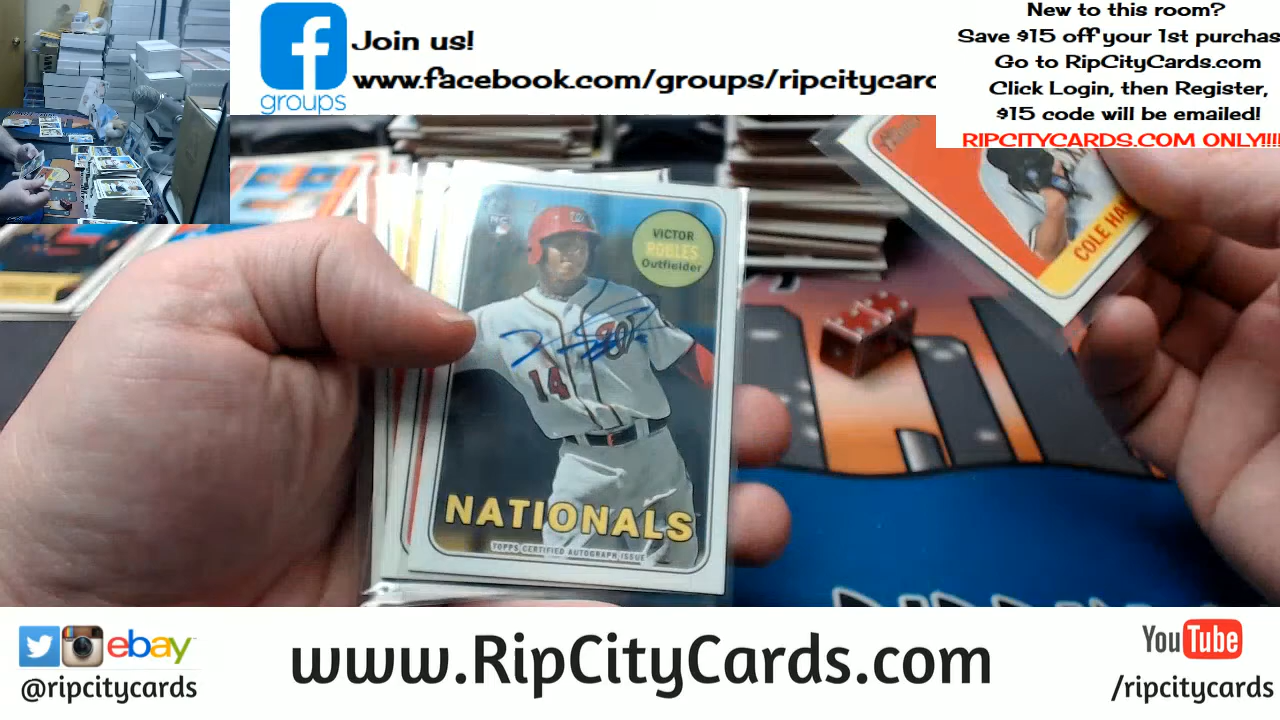 Join us!
www.facebook.com/groups/ripcitycarc
groups
New to this room?
Save $15 off your 1st purchas
Go to RipCityCards.com
Click Login, then Register,
$15 code will be emailed!
RIPCITYCARDS.COM ONLY!!!!
COLE HA
RC
VICTOR
ROBLES
Outfielder
14
NATIONALS
TOPPS CERTIFIED AUTOGRAPH ISSUE
ebay
@ripcitycards
www.RipCityCards.com
YouTube
/ripcitycards